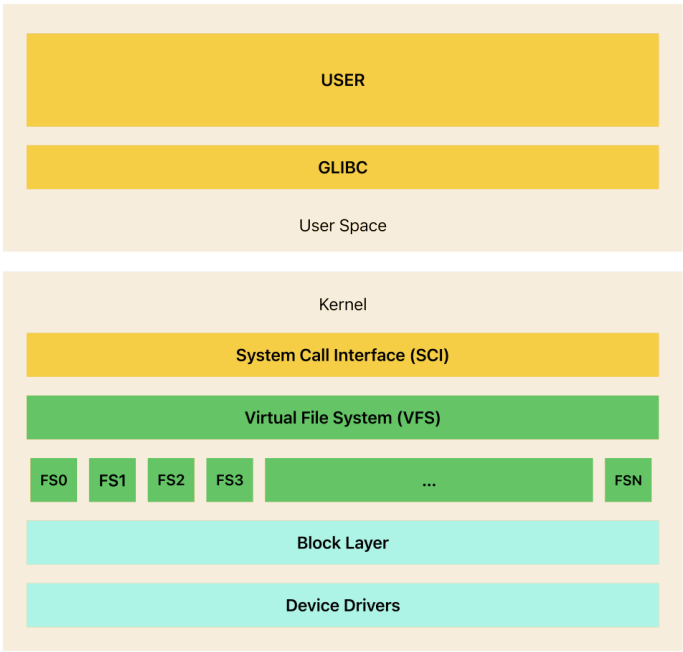 USER
GLIBC
User Space
Kernel
System Call Interface (SCI)
Virtual File System (VFS)
FS0 FS1 FS2 FS3 ... FSN
Block Layer
Device Drivers